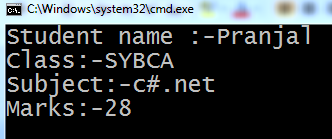 C:\Windows\system32\cmd.exe
Student name :-Pranjal
Class:-SYBCA
Subject:-c#.net
Marks:-28